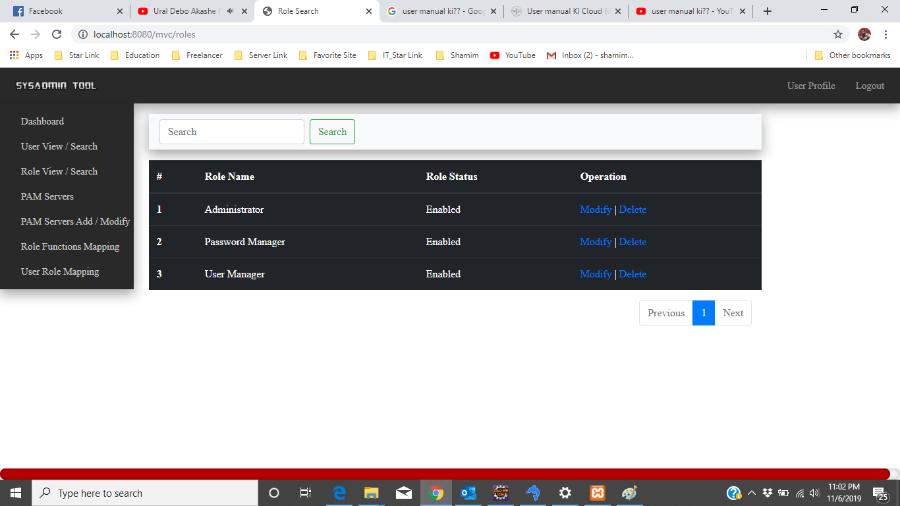 Facebook
Ural Debo Akashe
Role Search
user manual ki?? - Goo
User manual KI Cloud
user manual ki?? - YouT
localhost:8080/mvc/roles
Apps Star Link Education Freelancer Server Link Favorite Site IT_Star Link Shamim YouTube Inbox (2) - shamim... Other bookmarks
SYSADMIN TOOL User Profile Logout
Dashboard
User View / Search
Role View / Search
PAM Servers
PAM Servers Add / Modify
Role Functions Mapping
User Role Mapping
Search Search
# Role Name Role Status Operation
1 Administrator Enabled Modify | Delete
2 Password Manager Enabled Modify | Delete
3 User Manager Enabled Modify | Delete
Previous 1 Next
Type here to search
11:02 PM
11/6/2019
25